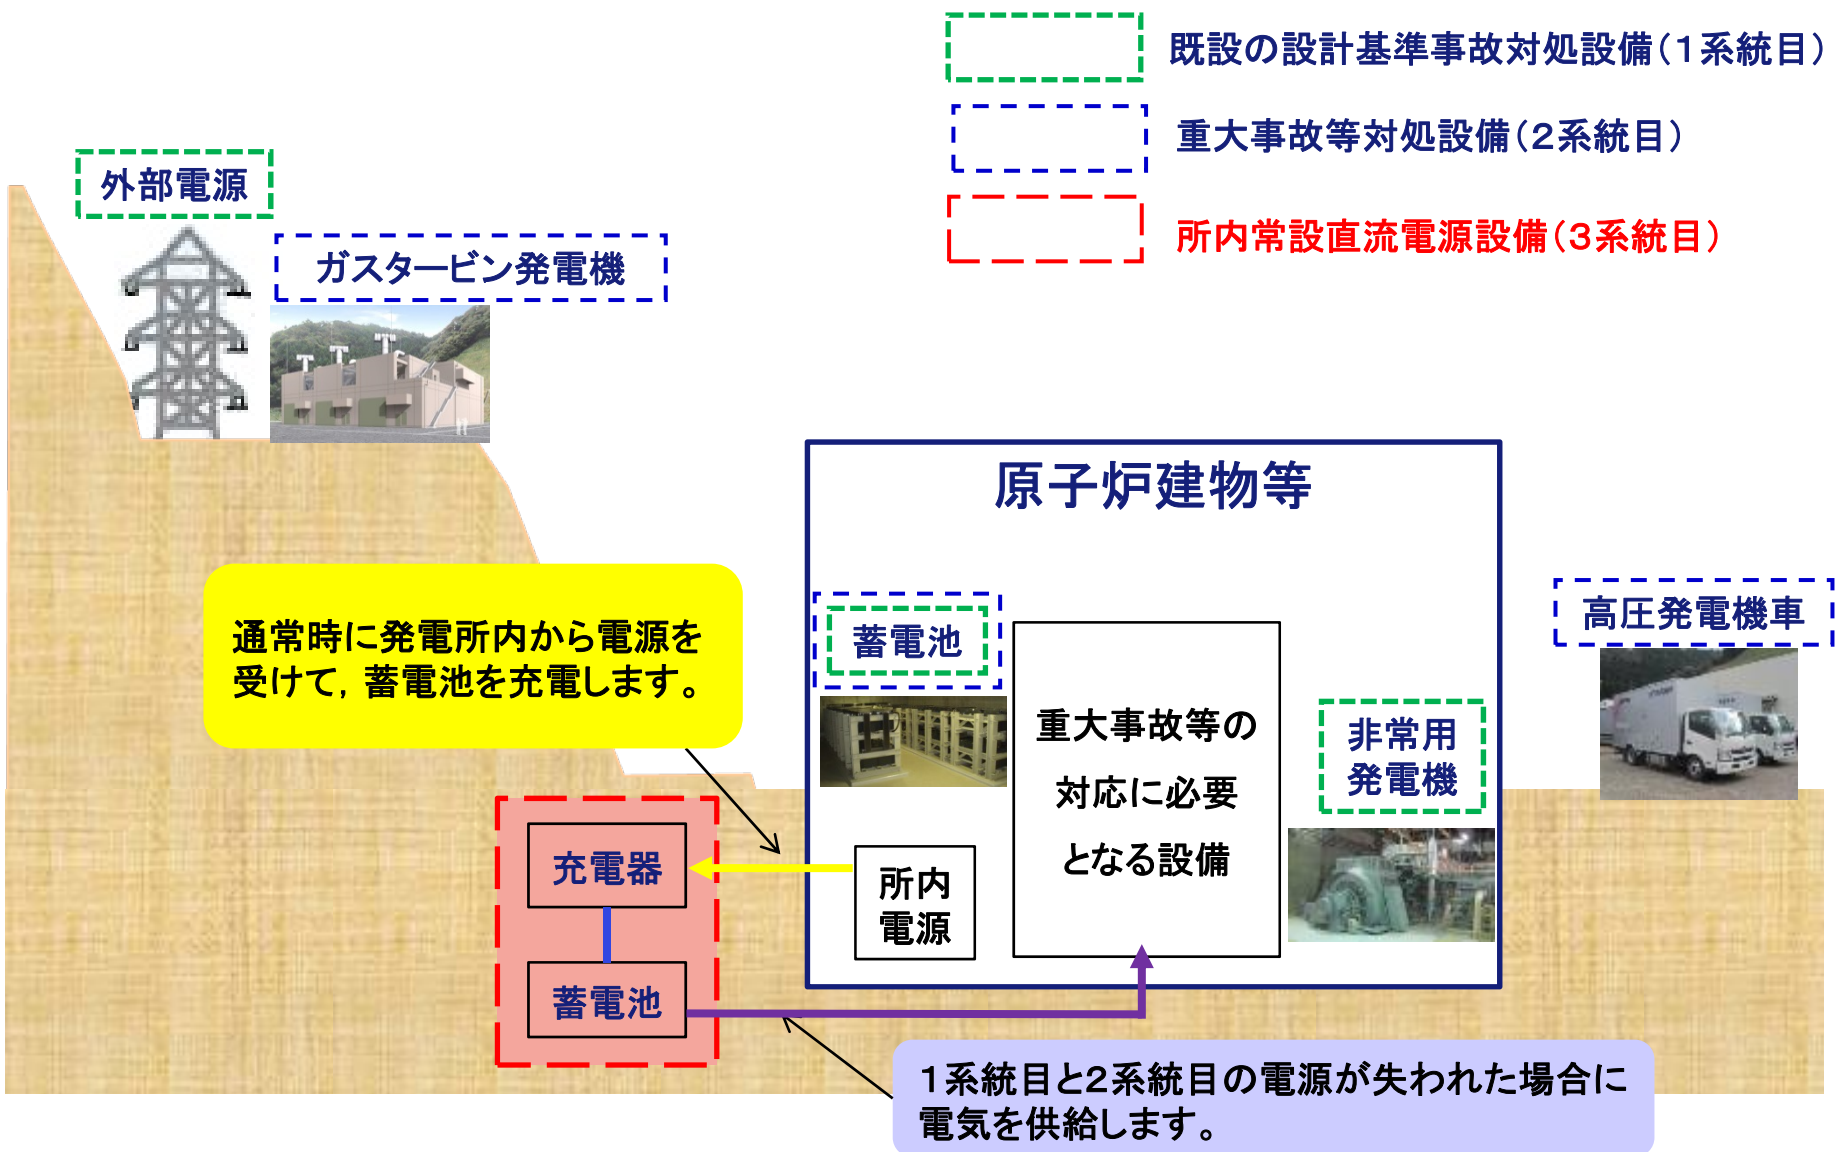 既設の設計基準事故対処設備(1系統目)
重大事故等対処設備(2系統目)
所内常設直流電源設備(3系統目)
外部電源
ガスタービン発電機
原子炉建物等
通常時に発電所内から電源を
受けて，蓄電池を充電します。
蓄電池
重大事故等の
対応に必要
となる設備
非常用
発電機
高圧発電機車
充電器
所内
電源
蓄電池
1系統目と2系統目の電源が失われた場合に
電気を供給します。